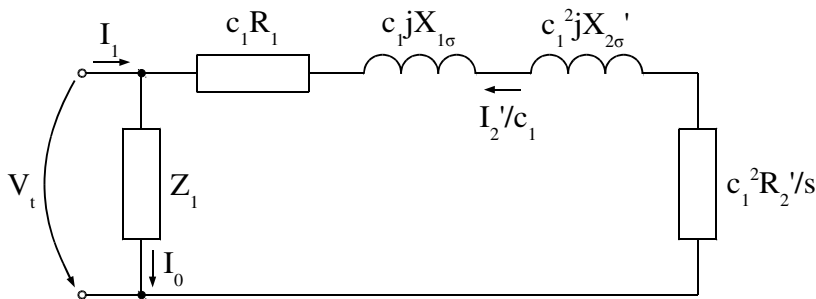 I₁
c₁R₁
c₁jX₁σ
c₁²jX₂σ'
I₂'/c₁
Vₜ
Z₁
c₁²R₂'/s
I₀